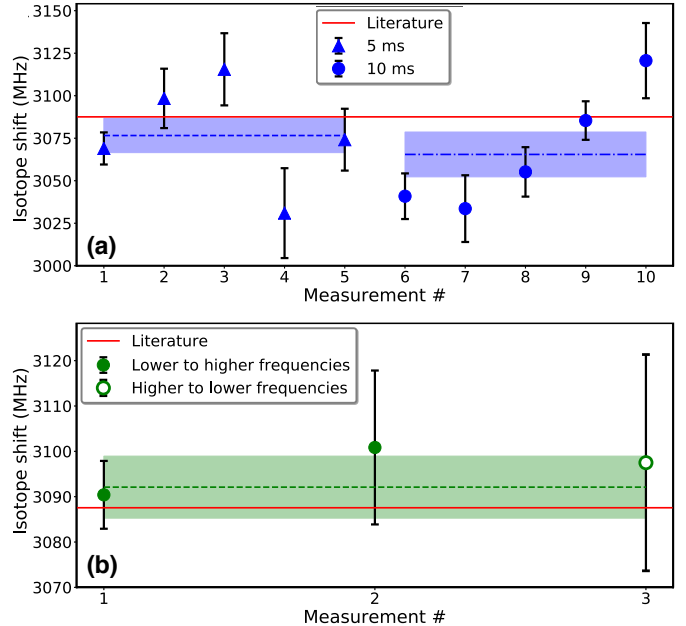 3150
3125
3100
3075
3050
3025
3000
Isotope shift (MHz)
Literature
5 ms
10 ms
(a)
1 2 3 4 5 6 7 8 9 10
Measurement #
3120
3110
3100
3090
3080
3070
Isotope shift (MHz)
Literature
Lower to higher frequencies
Higher to lower frequencies
(b)
1 2 3
Measurement #